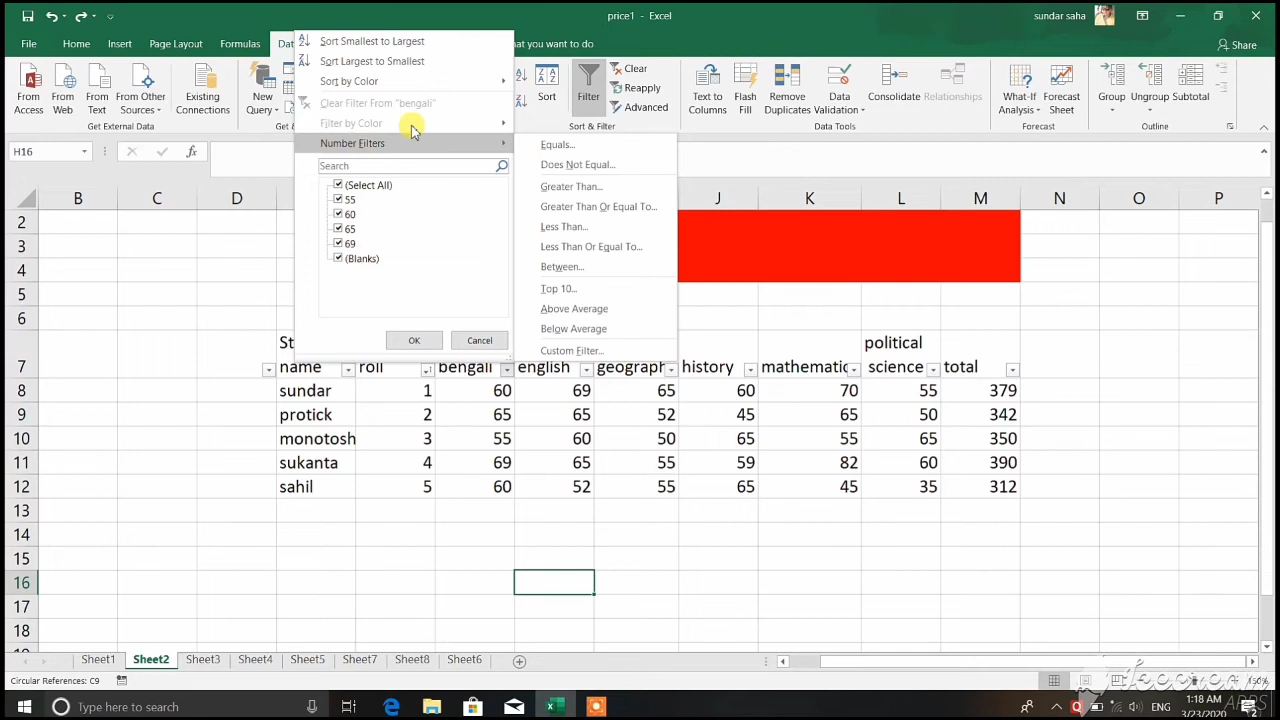 price1 - Excel
sundar saha
File Home Insert Page Layout Formulas what you want to do Share
From Access
From Web
From Text
From Other Sources
Existing Connections
New Query
Sort
Filter
Clear
Reapply
Advanced
Text to Columns
Flash Fill
Remove Duplicates
Data Validation
Consolidate
Relationships
What-If Analysis
Forecast Sheet
Group
Ungroup
Subtotal
Get External Data
Sort & Filter
Data Tools
Forecast
Outline
H16
Sort Smallest to Largest
Sort Largest to Smallest
Sort by Color
Clear Filter From "bengali"
Filter by Color
Number Filters
Search
(Select All)
55
60
65
69
(Blanks)
OK Cancel
Equals...
Does Not Equal...
Greater Than...
Greater Than Or Equal To...
Less Than...
Less Than Or Equal To...
Between...
Top 10...
Above Average
Below Average
Custom Filter...
B C D J K L M N O P
2
3
4
5
6
political
7 name roll bengali english geograph history mathematic science total
8 sundar 1 60 69 65 60 70 55 379
9 protick 2 65 65 52 45 65 50 342
10 monotosh 3 55 60 50 65 55 65 350
11 sukanta 4 69 65 55 59 82 60 390
12 sahil 5 60 52 55 65 45 35 312
13
14
15
16
17
18
Sheet1 Sheet2 Sheet3 Sheet4 Sheet5 Sheet7 Sheet8 Sheet6
Circular References: C9
Type here to search
1:18 AM
3/23/2020